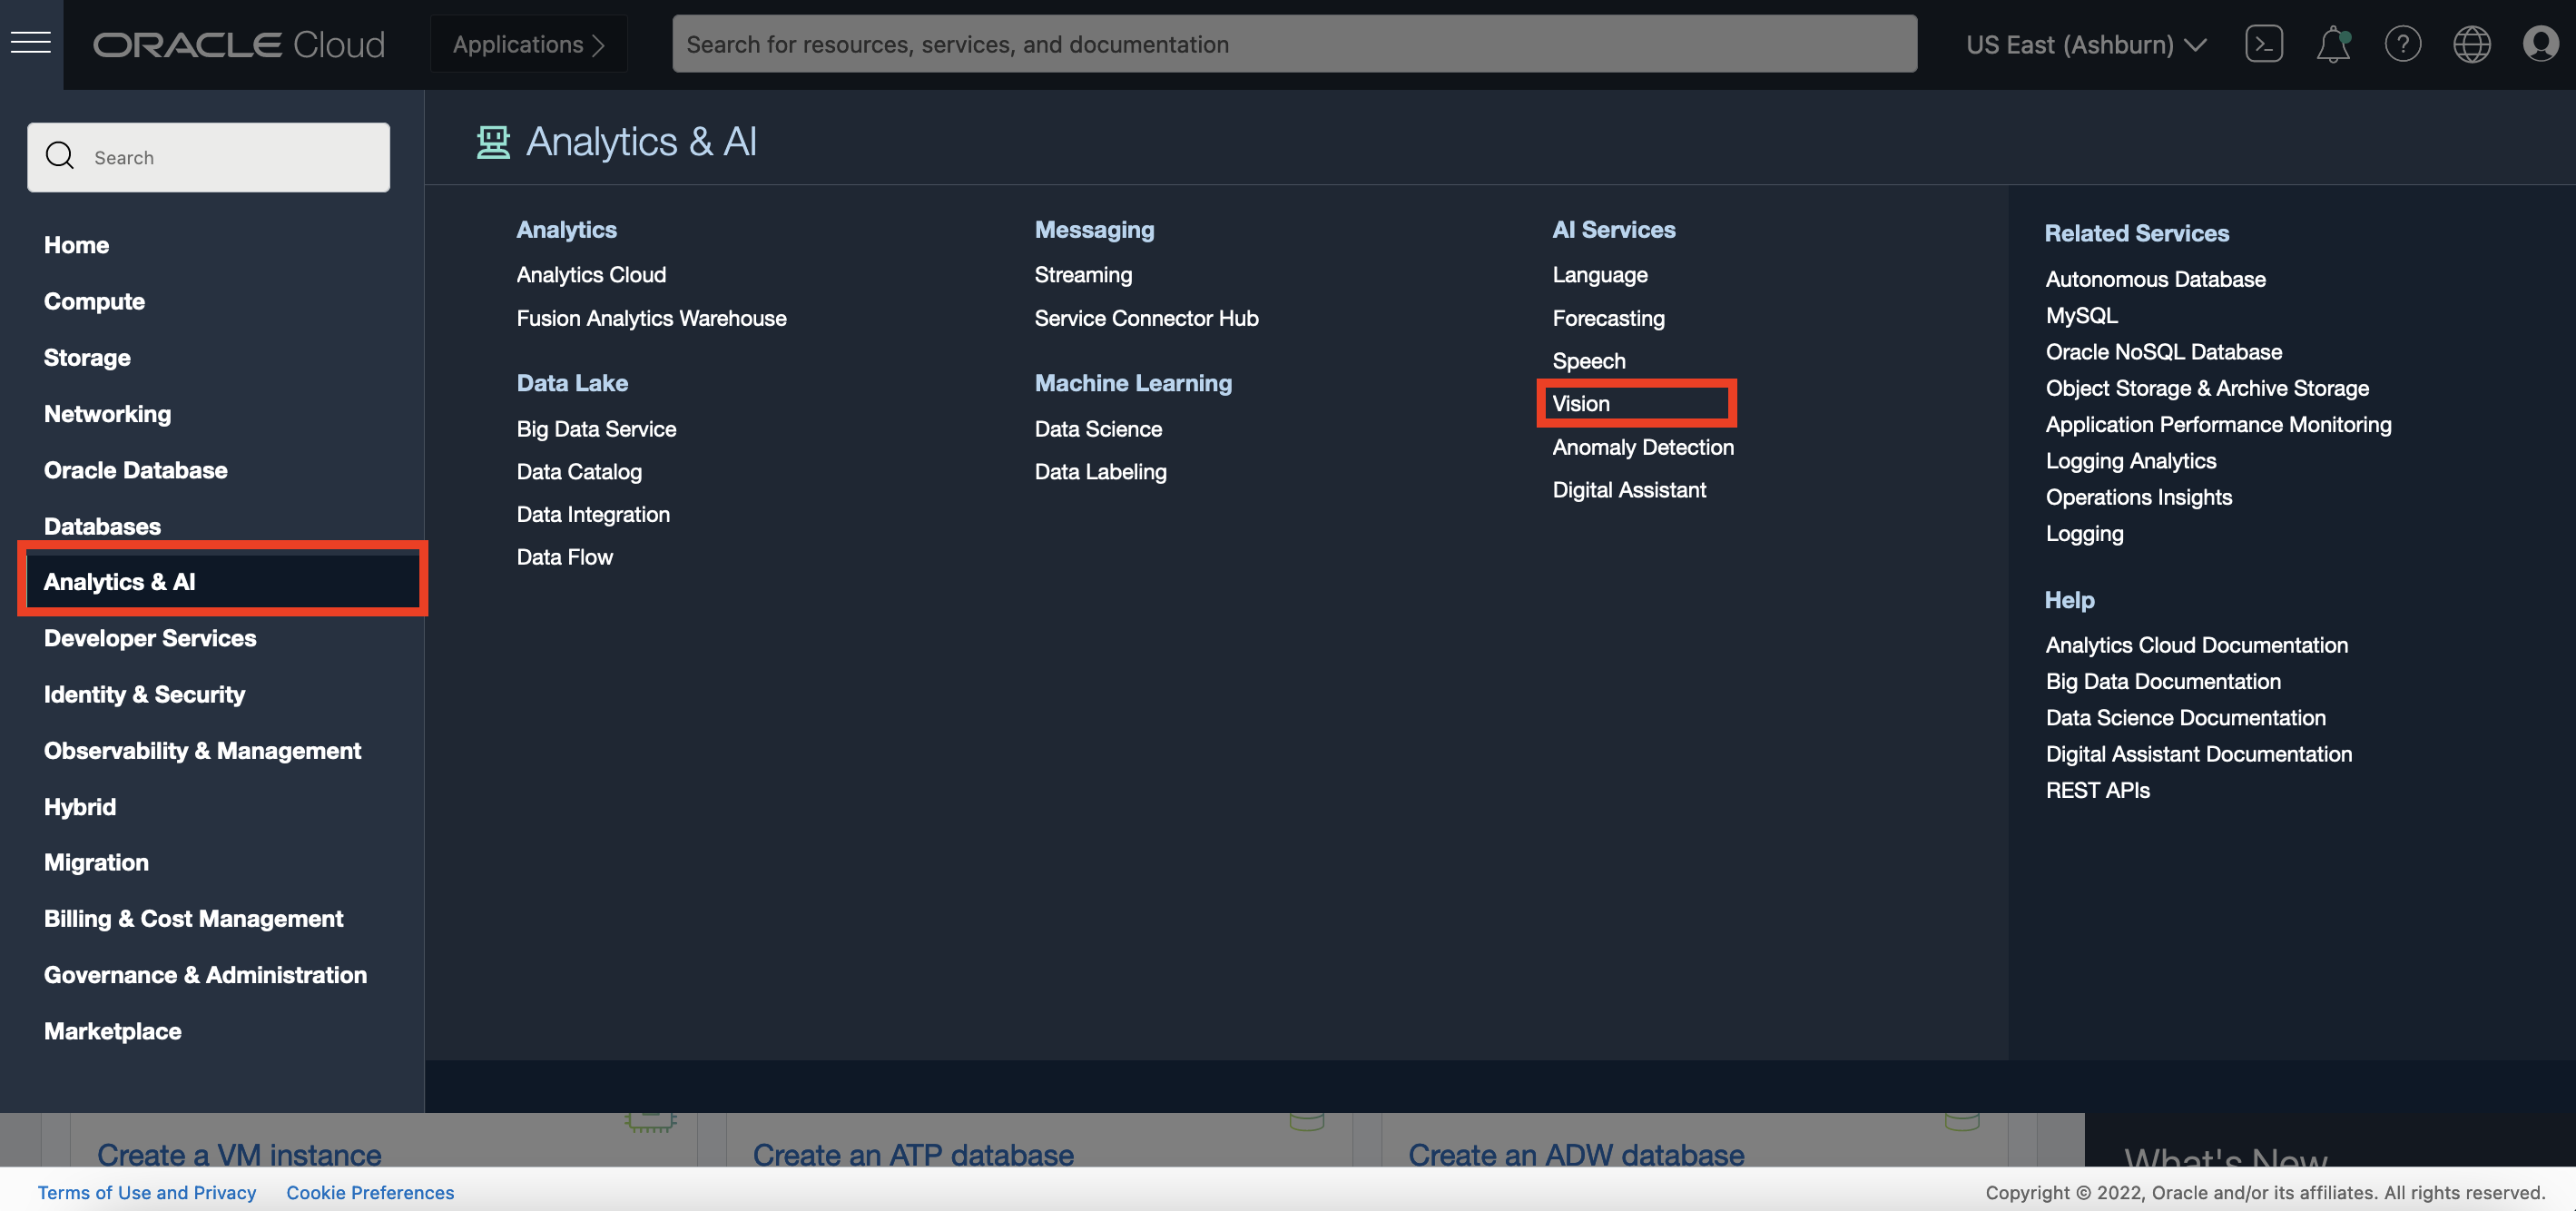 ORACLE Cloud
Applications
Search for resources, services, and documentation
US East (Ashburn)
Search
Home
Compute
Storage
Networking
Oracle Database
Databases
Analytics & AI
Developer Services
Identity & Security
Observability & Management
Hybrid
Migration
Billing & Cost Management
Governance & Administration
Marketplace
Analytics & AI
Analytics
Analytics Cloud
Fusion Analytics Warehouse
Data Lake
Big Data Service
Data Catalog
Data Integration
Data Flow
Messaging
Streaming
Service Connector Hub
Machine Learning
Data Science
Data Labeling
AI Services
Language
Forecasting
Speech
Vision
Anomaly Detection
Digital Assistant
Related Services
Autonomous Database
MySQL
Oracle NoSQL Database
Object Storage & Archive Storage
Application Performance Monitoring
Logging Analytics
Operations Insights
Logging
Help
Analytics Cloud Documentation
Big Data Documentation
Data Science Documentation
Digital Assistant Documentation
REST APIs
Create a VM instance
Create an ATP database
Create an ADW database
What's New
Terms of Use and Privacy
Cookie Preferences
Copyright © 2022, Oracle and/or its affiliates. All rights reserved.